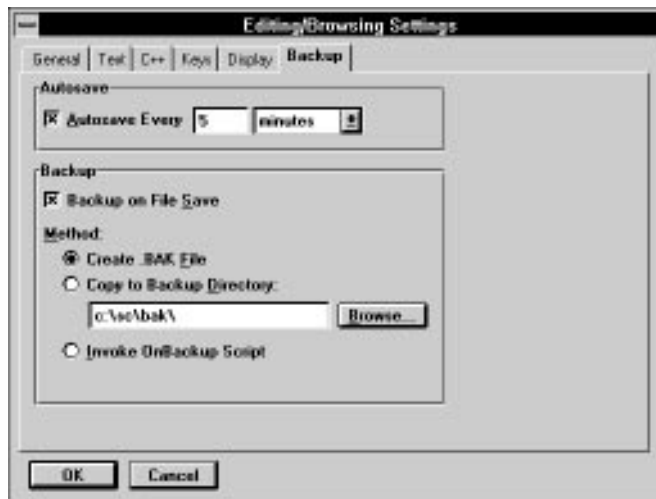 Editing/Browsing Settings
General Text C++ Keys Display Backup
Autosave
Autosave Every 5 minutes
Backup
Backup on File Save
Method:
Create .BAK File
Copy to Backup Directory:
c:\sc\bak\ Browse...
Invoke OnBackup Script
OK Cancel